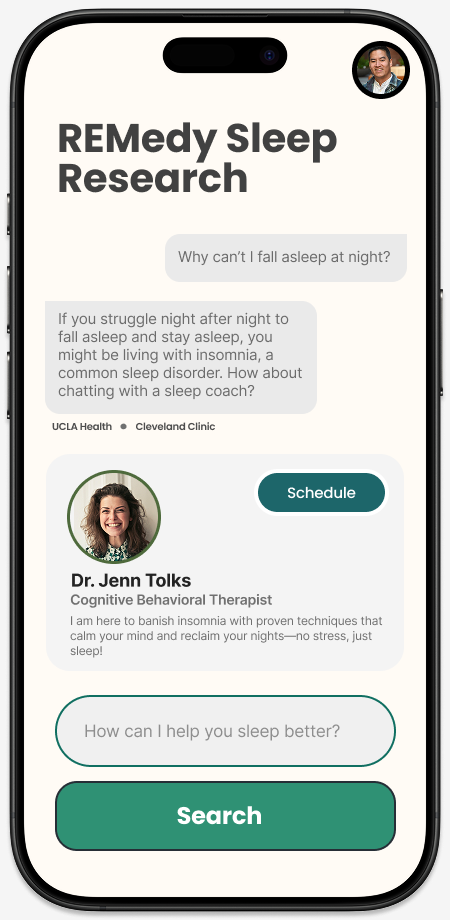 REMedy Sleep
Research
Why can’t I fall asleep at night?
If you struggle night after night to
fall asleep and stay asleep, you
might be living with insomnia, a
common sleep disorder. How about
chatting with a sleep coach?
UCLA Health ● Cleveland Clinic
Schedule
Dr. Jenn Tolks
Cognitive Behavioral Therapist
I am here to banish insomnia with proven techniques that
calm your mind and reclaim your nights—no stress, just
sleep!
How can I help you sleep better?
Search